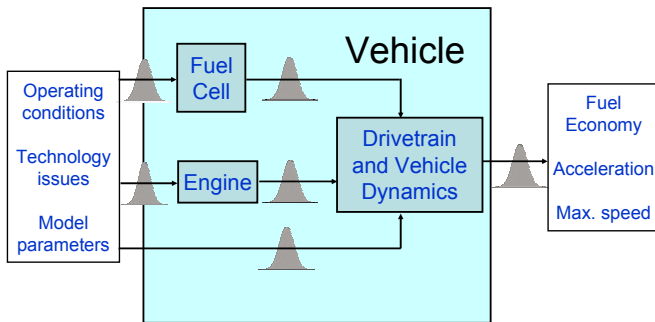 Vehicle
Operating
conditions
Technology
issues
Model
parameters
Fuel
Cell
Engine
Drivetrain
and Vehicle
Dynamics
Fuel
Economy
Acceleration
Max. speed